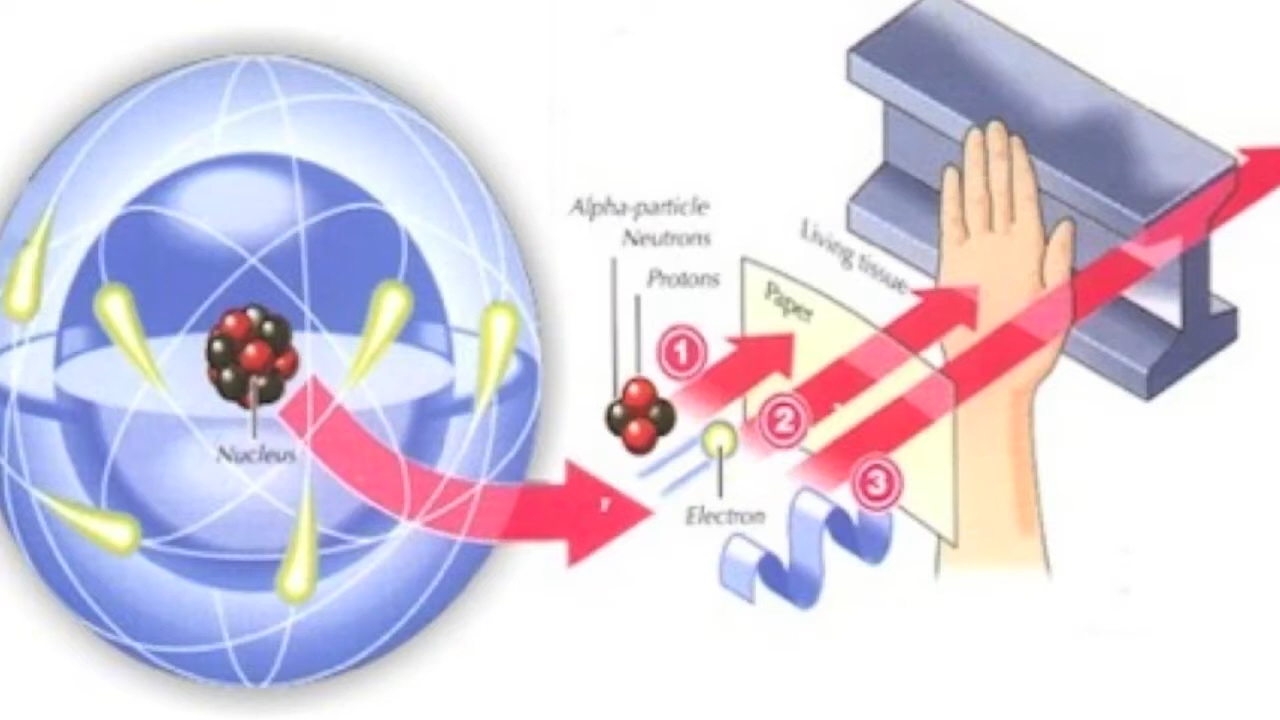 Alpha-particle
Neutrons
Protons
1
Paper
Living tissue
2
3
Nucleus
Electron